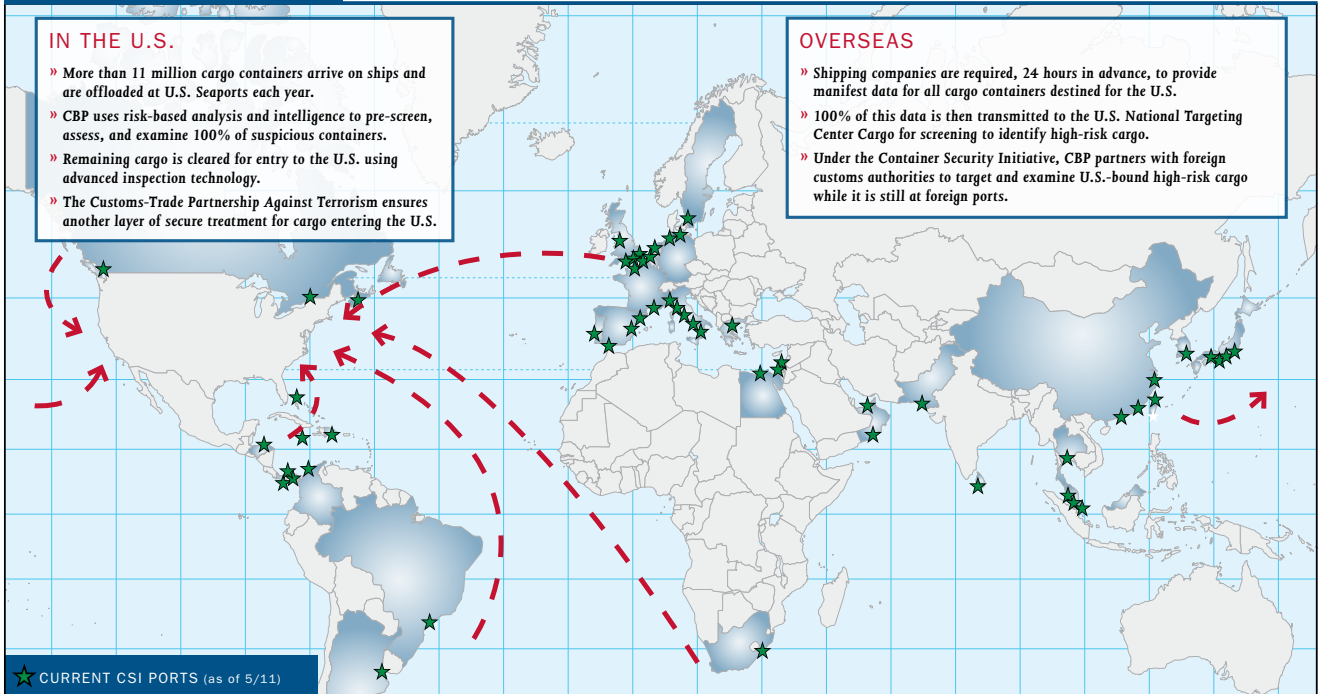 IN THE U.S.
» More than 11 million cargo containers arrive on ships and
are offloaded at U.S. Seaports each year.
» CBP uses risk-based analysis and intelligence to pre-screen,
assess, and examine 100% of suspicious containers.
» Remaining cargo is cleared for entry to the U.S. using
advanced inspection technology.
» The Customs-Trade Partnership Against Terrorism ensures
another layer of secure treatment for cargo entering the U.S.
OVERSEAS
» Shipping companies are required, 24 hours in advance, to provide
manifest data for all cargo containers destined for the U.S.
» 100% of this data is then transmitted to the U.S. National Targeting
Center Cargo for screening to identify high-risk cargo.
» Under the Container Security Initiative, CBP partners with foreign
customs authorities to target and examine U.S.-bound high-risk cargo
while it is still at foreign ports.
CURRENT CSI PORTS (as of 5/11)